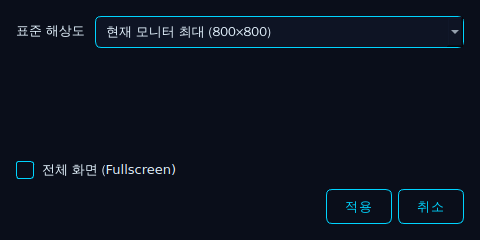 표준 해상도
현재 모니터 최대 (800×800)
전체 화면 (Fullscreen)
적용
취소